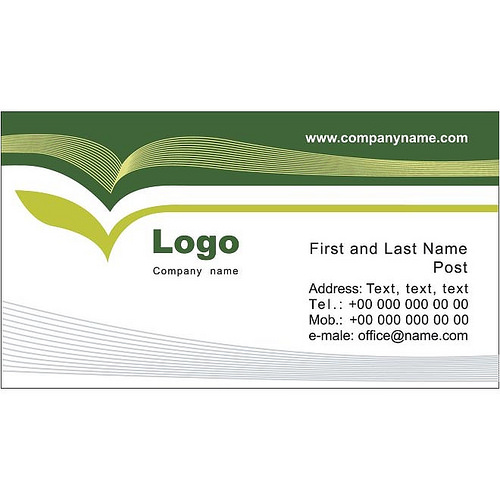 www.companyname.com
Logo
Company name
First and Last Name
Post
Address: Text, text, text
Tel.: +00 000 000 00 00
Mob.: +00 000 000 00 00
e-male: office@name.com